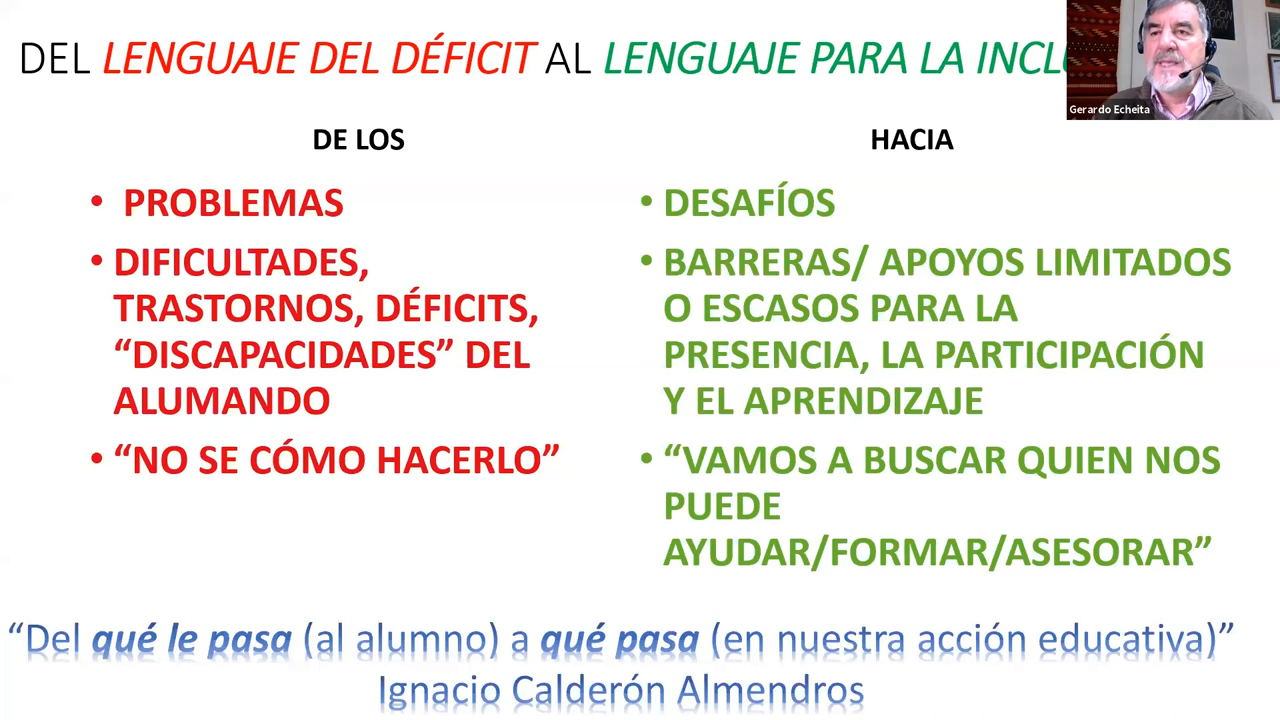 DEL LENGUAJE DEL DÉFICIT AL LENGUAJE PARA LA
Gerardo Echeita
DE LOS
• PROBLEMAS
• DIFICULTADES,
TRASTORNOS, DÉFICITS,
“DISCAPACIDADES” DEL
ALUMANDO
• “NO SE CÓMO HACERLO”
HACIA
• DESAFÍOS
• BARRERAS/ APOYOS LIMITADOS
O ESCASOS PARA LA
PRESENCIA, LA PARTICIPACIÓN
Y EL APRENDIZAJE
• “VAMOS A BUSCAR QUIEN NOS
PUEDE
AYUDAR/FORMAR/ASESORAR”
“Del qué le pasa (al alumno) a qué pasa (en nuestra acción educativa)”
Ignacio Calderón Almendros